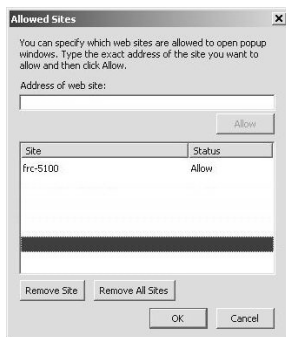 Allowed Sites
You can specify which web sites are allowed to open popup
windows. Type the exact address of the site you want to
allow and then click Allow.
Address of web site:
Allow
Site Status
frc-5100 Allow
Remove Site Remove All Sites
OK Cancel